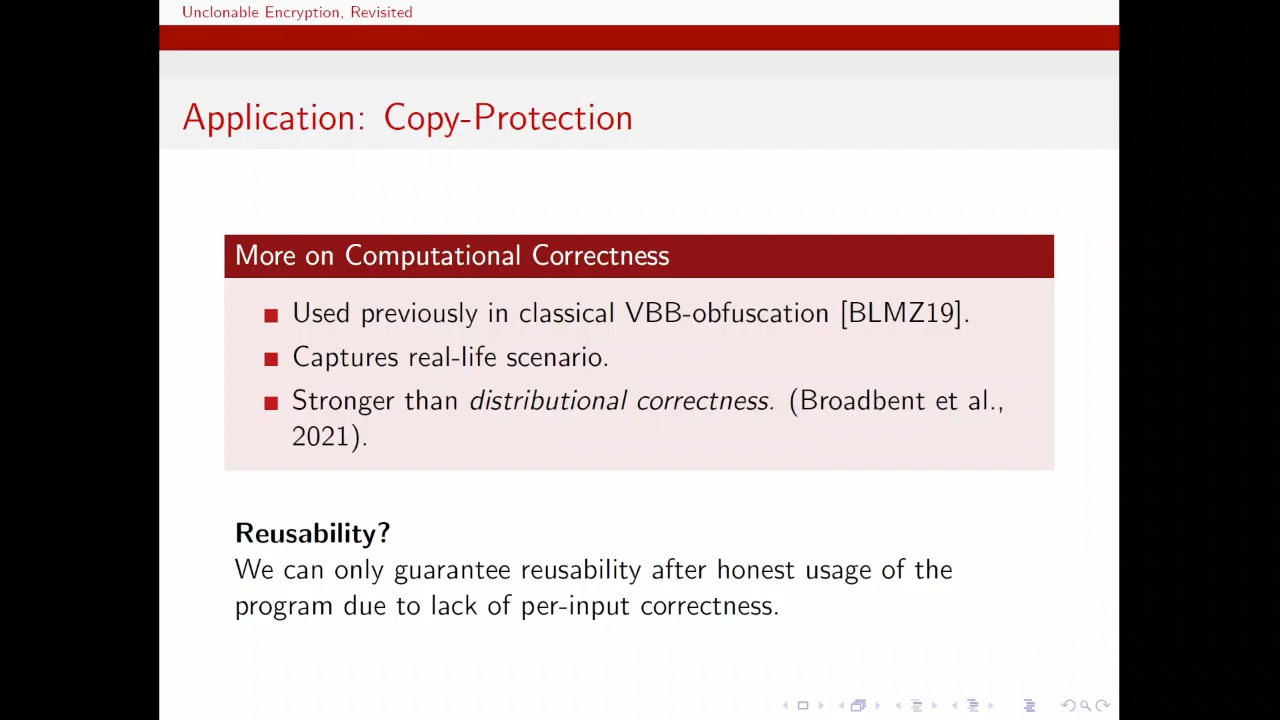 Unclonable Encryption, Revisited
Application: Copy-Protection
More on Computational Correctness
Used previously in classical VBB-obfuscation [BLMZ19].
Captures real-life scenario.
Stronger than distributional correctness. (Broadbent et al.,
2021).
Reusability?
We can only guarantee reusability after honest usage of the
program due to lack of per-input correctness.